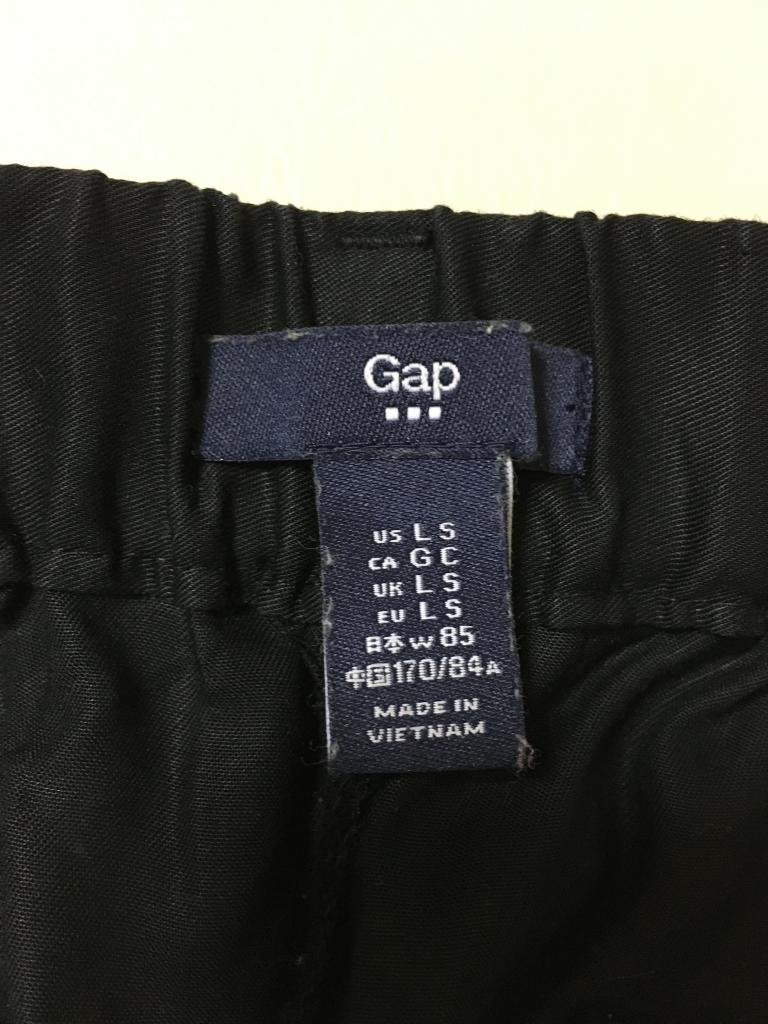 Gap
US L S
CA G C
UK L S
EU L S
日本 W 85
中国 170/84A
MADE IN
VIETNAM